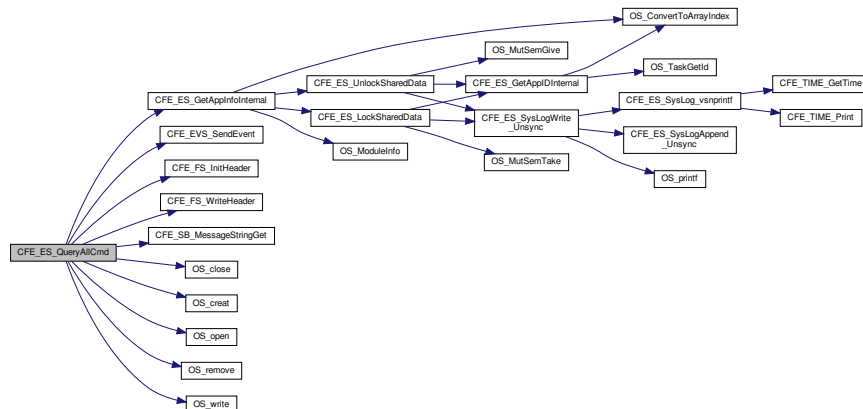 OS_ConvertToArrayIndex
OS_MutSemGive
OS_TaskGetId
CFE_ES_UnlockSharedData
CFE_ES_GetAppIDInternal
CFE_TIME_GetTime
CFE_ES_GetAppInfoInternal
CFE_ES_SysLog_vsnprintf
CFE_ES_LockSharedData
CFE_ES_SysLogWrite
_Unsync
CFE_TIME_Print
CFE_EVS_SendEvent
CFE_ES_SysLogAppend
_Unsync
OS_ModuleInfo
OS_MutSemTake
CFE_FS_InitHeader
OS_printf
CFE_FS_WriteHeader
CFE_SB_MessageStringGet
CFE_ES_QueryAllCmd
OS_close
OS_creat
OS_open
OS_remove
OS_write